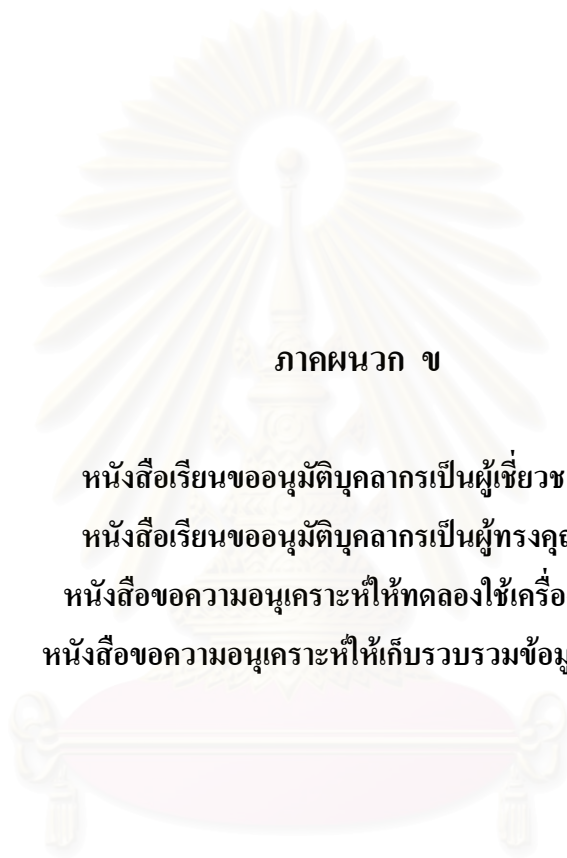 ภาคผนวก ข
หนังสือเรียนขออนุมัติบุคลากรเป็นผู้เชี่ยวช
หนังสือเรียนขออนุมัติบุคลากรเป็นผู้ทรงคุณ
หนังสือขอความอนุเคราะห์ให้ทดลองใช้เครื่อ
หนังสือขอความอนุเคราะห์ให้เก็บรวบรวมข้อมู